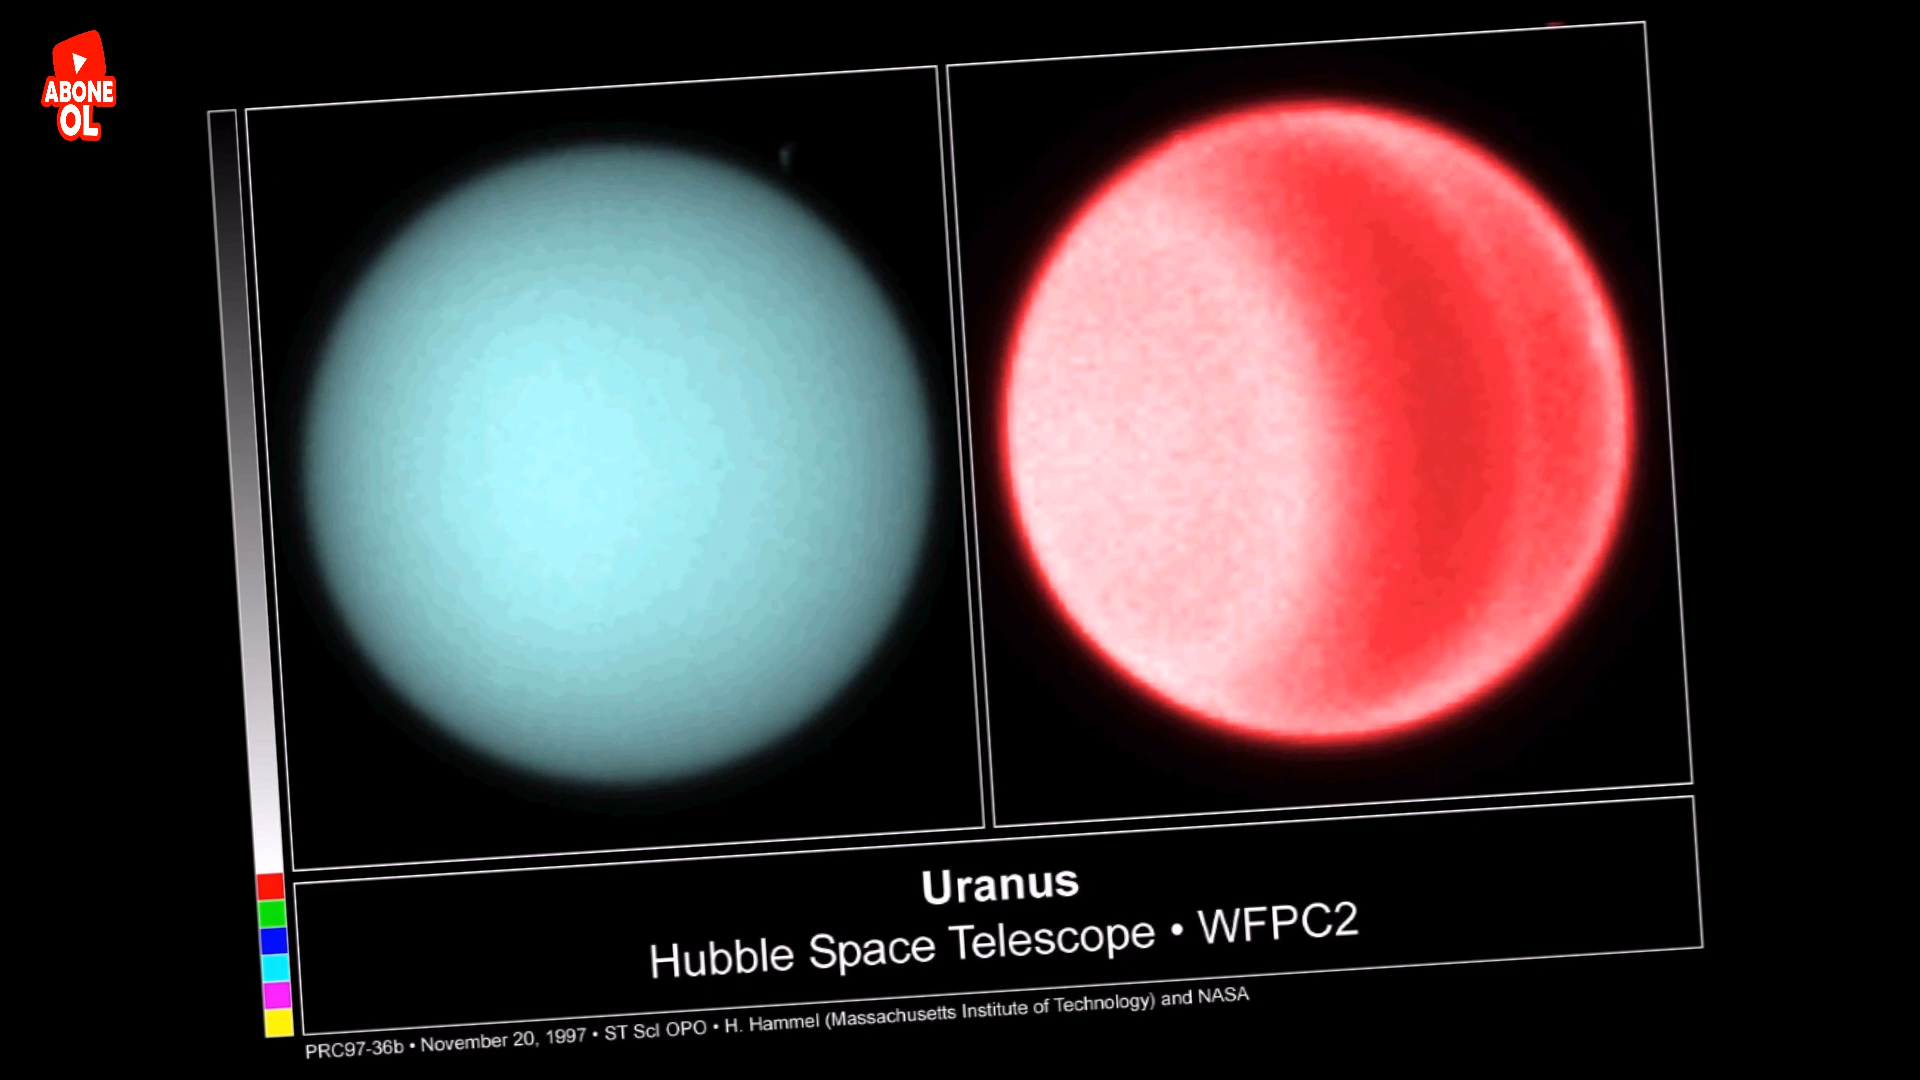 ABONE
OL
Uranus
Hubble Space Telescope • WFPC2
PRC97-36b • November 20, 1997 • ST ScI OPO • H. Hammel (Massachusetts Institute of Technology) and NASA